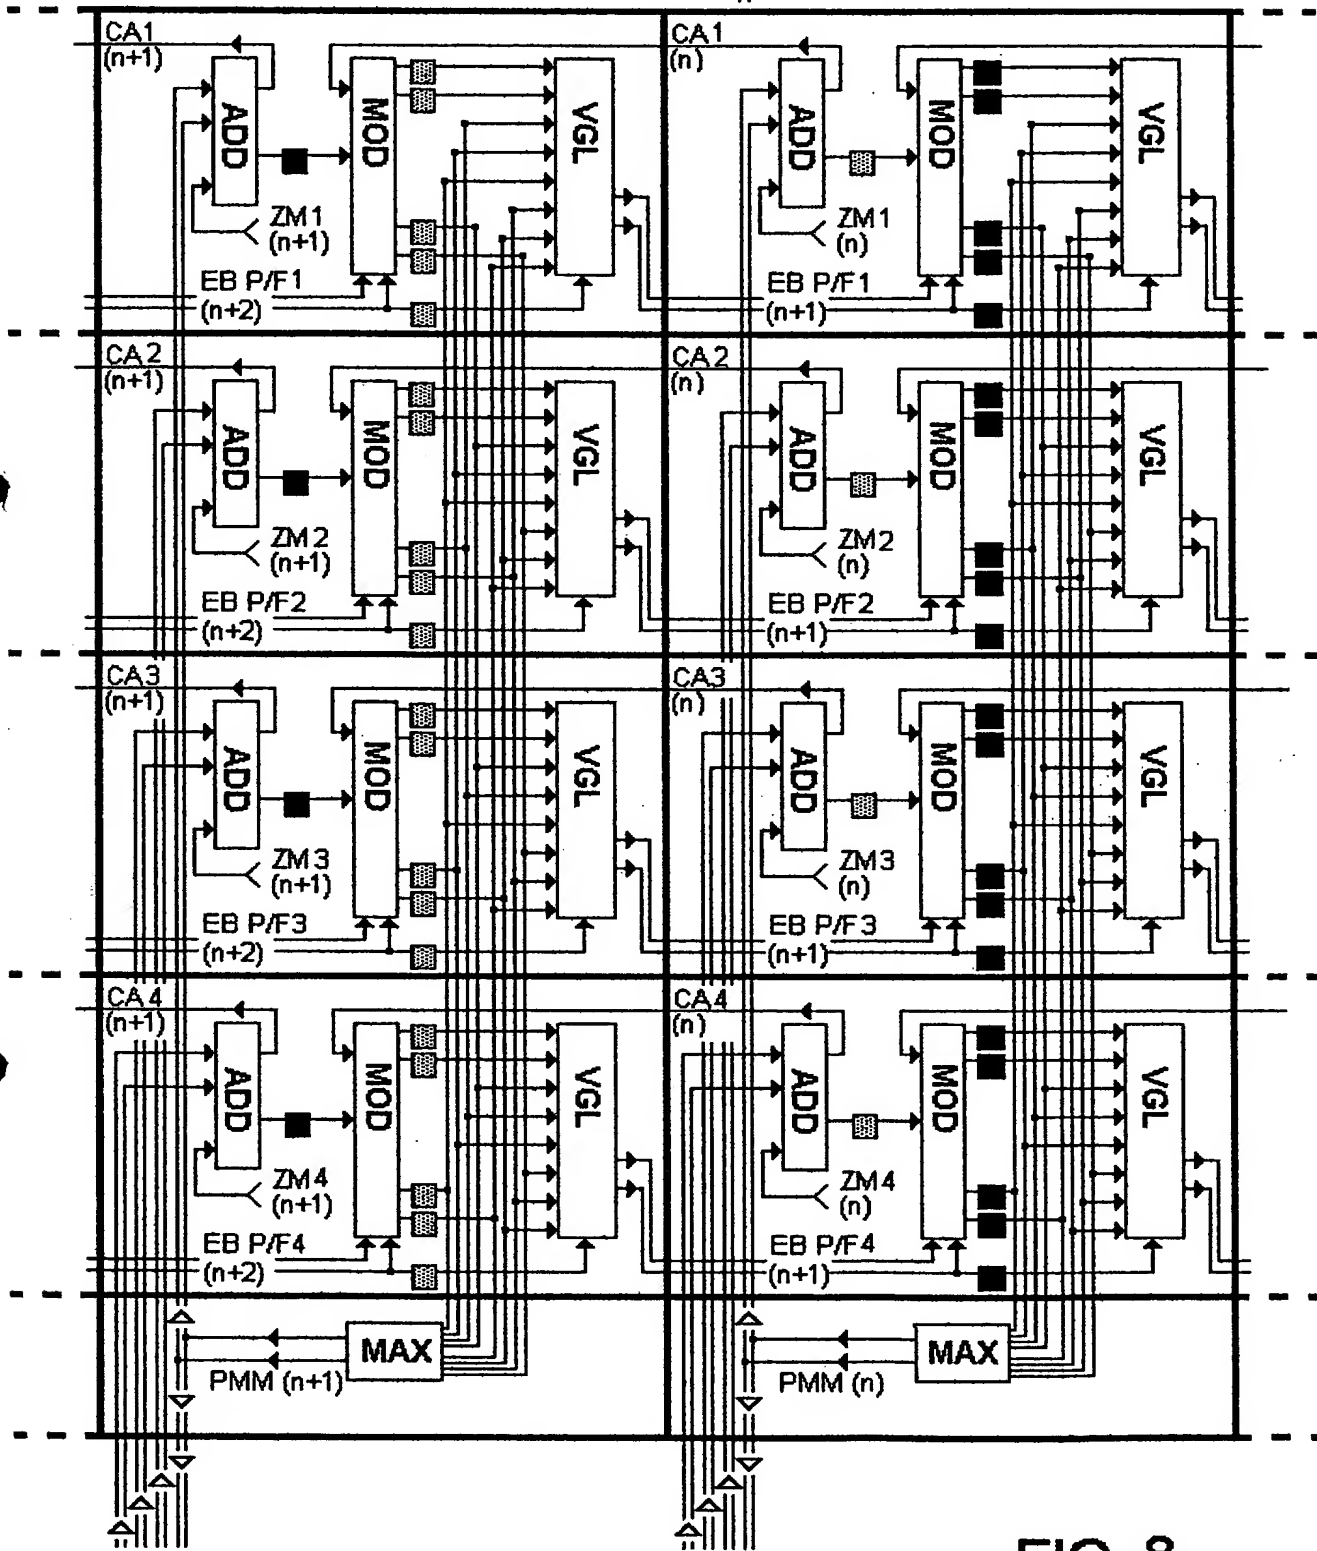 CA1
(n+1)
ADD
MOD
VGL
ZM1
(n+1)
EB P/F1
(n+2)
CA1
(n)
ADD
MOD
VGL
ZM1
(n)
EB P/F1
(n+1)
CA2
(n+1)
ADD
MOD
VGL
ZM2
(n+1)
EB P/F2
(n+2)
CA2
(n)
ADD
MOD
VGL
ZM2
(n)
EB P/F2
(n+1)
CA3
(n+1)
ADD
MOD
VGL
ZM3
(n+1)
EB P/F3
(n+2)
CA3
(n)
ADD
MOD
VGL
ZM3
(n)
EB P/F3
(n+1)
CA4
(n+1)
ADD
MOD
VGL
ZM4
(n+1)
EB P/F4
(n+2)
CA4
(n)
ADD
MOD
VGL
ZM4
(n)
EB P/F4
(n+1)
MAX
PMM (n+1)
MAX
PMM (n)
FIG. 8